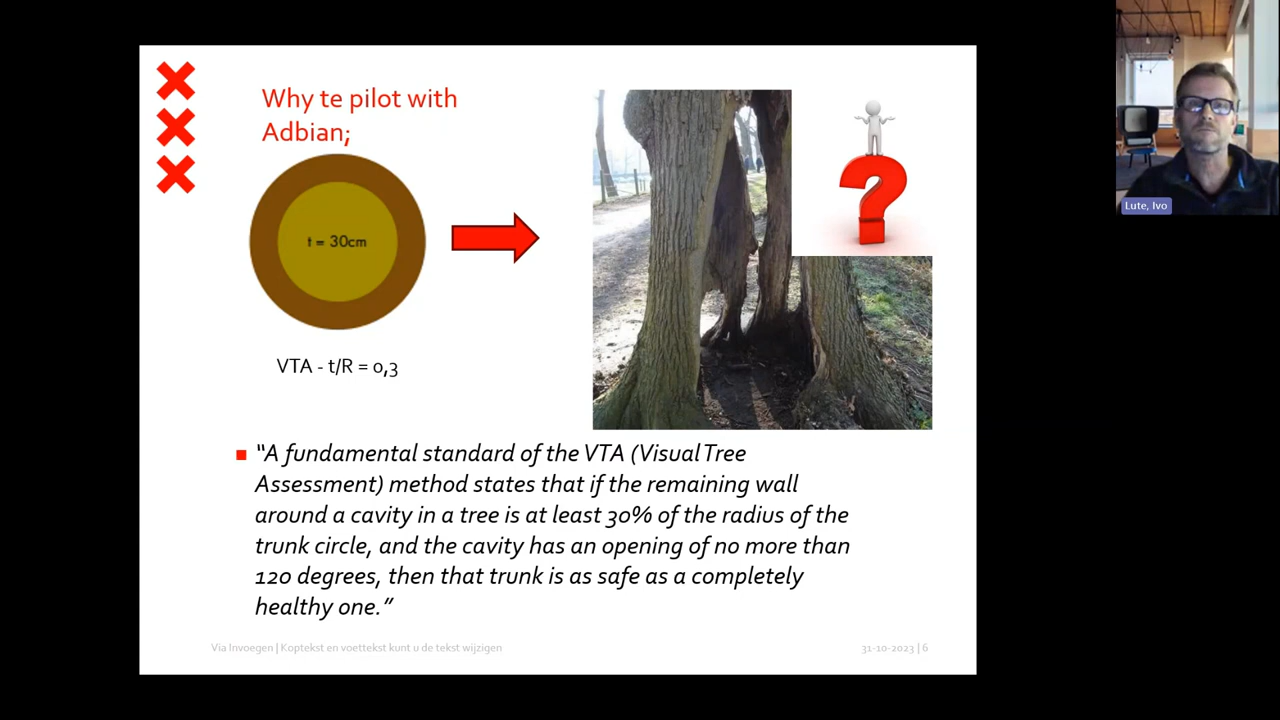 Why te pilot with
Adbian;
t = 30cm
VTA - t/R = 0,3
"A fundamental standard of the VTA (Visual Tree
Assessment) method states that if the remaining wall
around a cavity in a tree is at least 30% of the radius of the
trunk circle, and the cavity has an opening of no more than
120 degrees, then that trunk is as safe as a completely
healthy one."
Via Invoegen | Koptekst en voettekst kunt u de tekst wijzigen
31-10-2023 | 6
Lute, Ivo